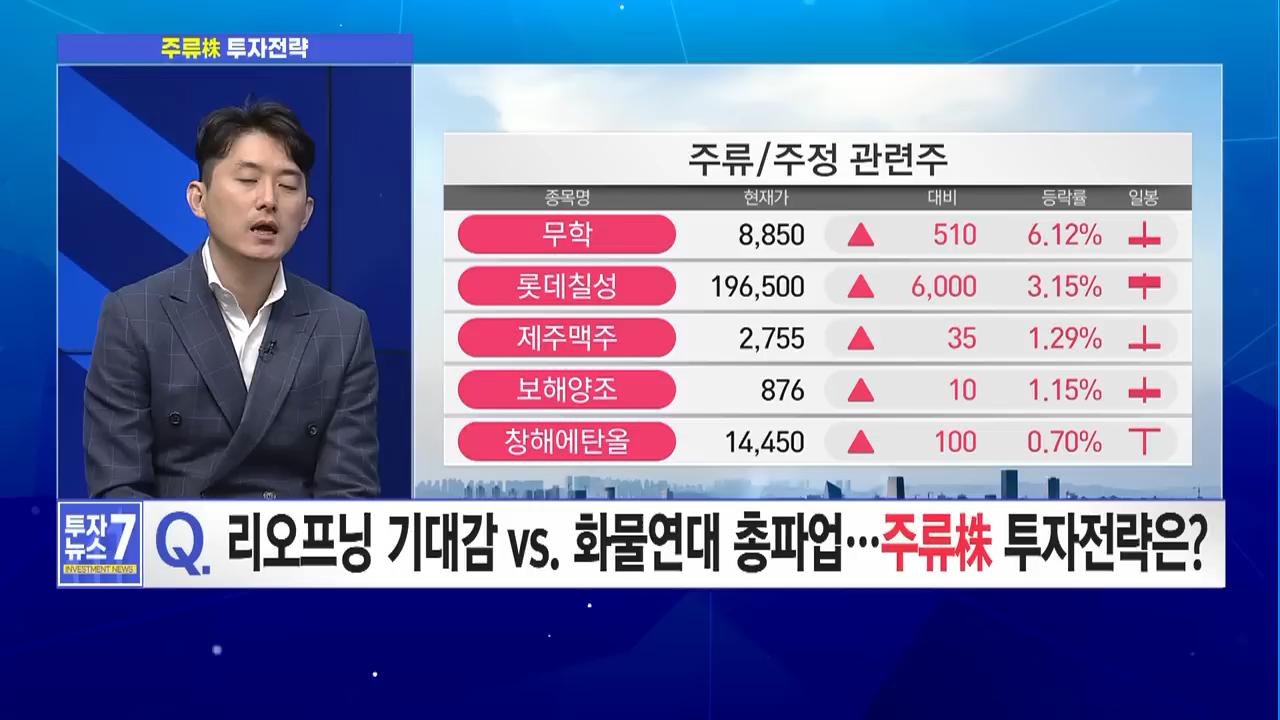 주류株 투자전략
주류/주정 관련주
종목명 현재가 대비 등락률 일봉
무학 8,850 ▲ 510 6.12%
롯데칠성 196,500 ▲ 6,000 3.15%
제주맥주 2,755 ▲ 35 1.29%
보해양조 876 ▲ 10 1.15%
창해에탄올 14,450 ▲ 100 0.70%
투자
뉴스7
INVESTMENT NEWS
Q. 리오프닝 기대감 vs. 화물연대 총파업…주류株 투자전략은?